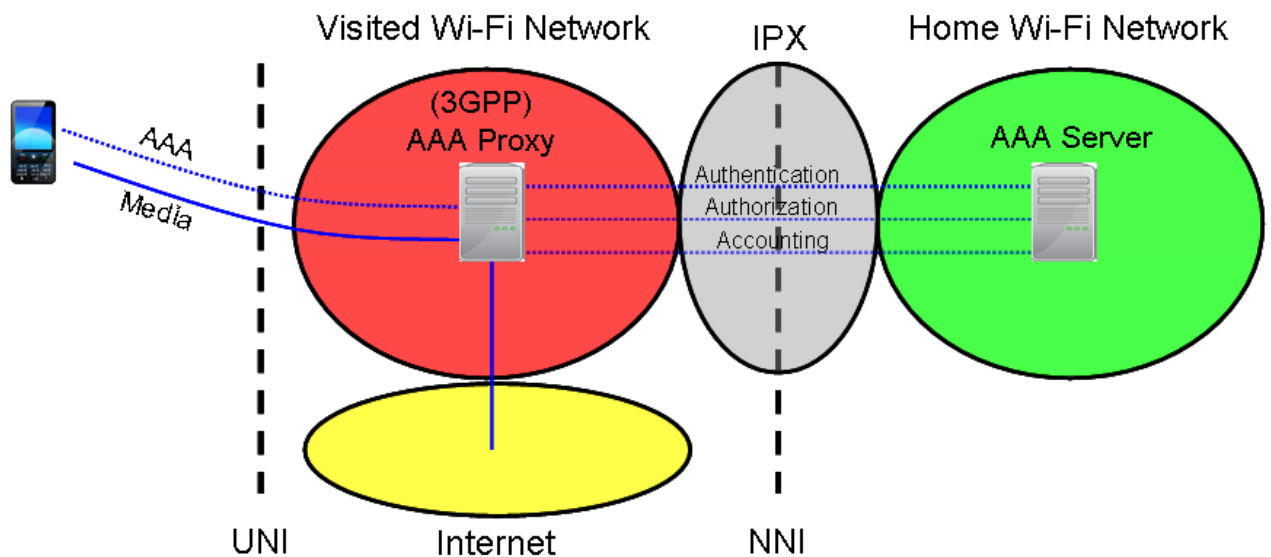 Visited Wi-Fi Network
IPX
Home Wi-Fi Network
(3GPP)
AAA Proxy
AAA Server
AAA
Media
Authentication
Authorization
Accounting
UNI
Internet
NNI